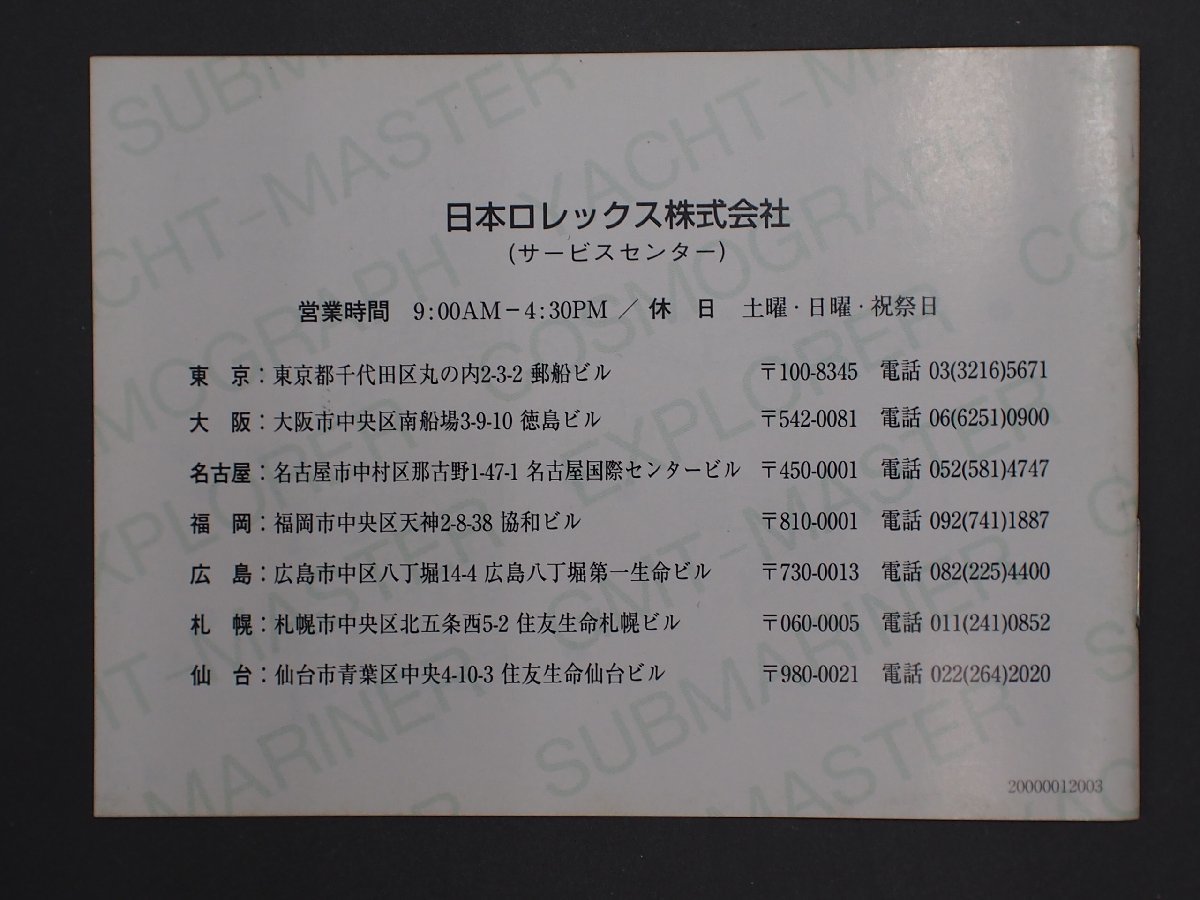 日本ロレックス株式会社
(サービスセンター)
営業時間 9:00AM－4:30PM ／ 休 日 土曜・日曜・祝祭日
東 京：東京都千代田区丸の内2-3-2 郵船ビル 〒100-8345 電話 03(3216)5671
大 阪：大阪市中央区南船場3-9-10 徳島ビル 〒542-0081 電話 06(6251)0900
名古屋：名古屋市中村区那古野1-47-1 名古屋国際センタービル 〒450-0001 電話 052(581)4747
福 岡：福岡市中央区天神2-8-38 協和ビル 〒810-0001 電話 092(741)1887
広 島：広島市中区八丁堀14-4 広島八丁堀第一生命ビル 〒730-0013 電話 082(225)4400
札 幌：札幌市中央区北五条西5-2 住友生命札幌ビル 〒060-0005 電話 011(241)0852
仙 台：仙台市青葉区中央4-10-3 住友生命仙台ビル 〒980-0021 電話 022(264)2020
20000012003
SUBMARINER
YACHT-MASTER
YACHT-MASTER
COSMOGRAPH
COSMOGRAPH
EXPLORER
EXPLORER
GMT-MASTER
SUBMARINER